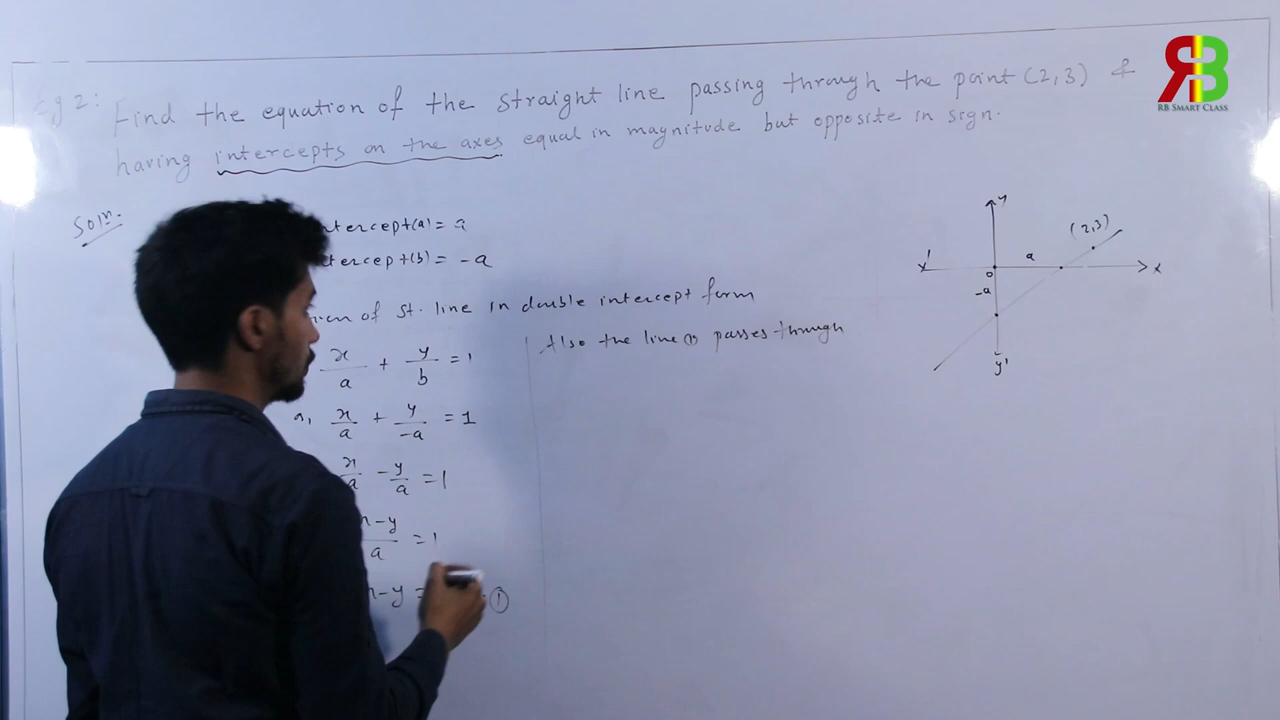 Eg 2: Find the equation of the straight line passing through the point (2,3) &
having intercepts on the axes equal in magnitude but opposite in sign.
Soln.
ntercept(a) = a
tercept(b) = -a
of st. line in double intercept form
x/a + y/b = 1
x/a + y/-a = 1
x/a - y/a = 1
x-y/a = 1
x-y = 
①
Also the line ① passes through
Y
(2,3)
X'
a
O
X
-a
Y'
RB
RB SMART CLASS